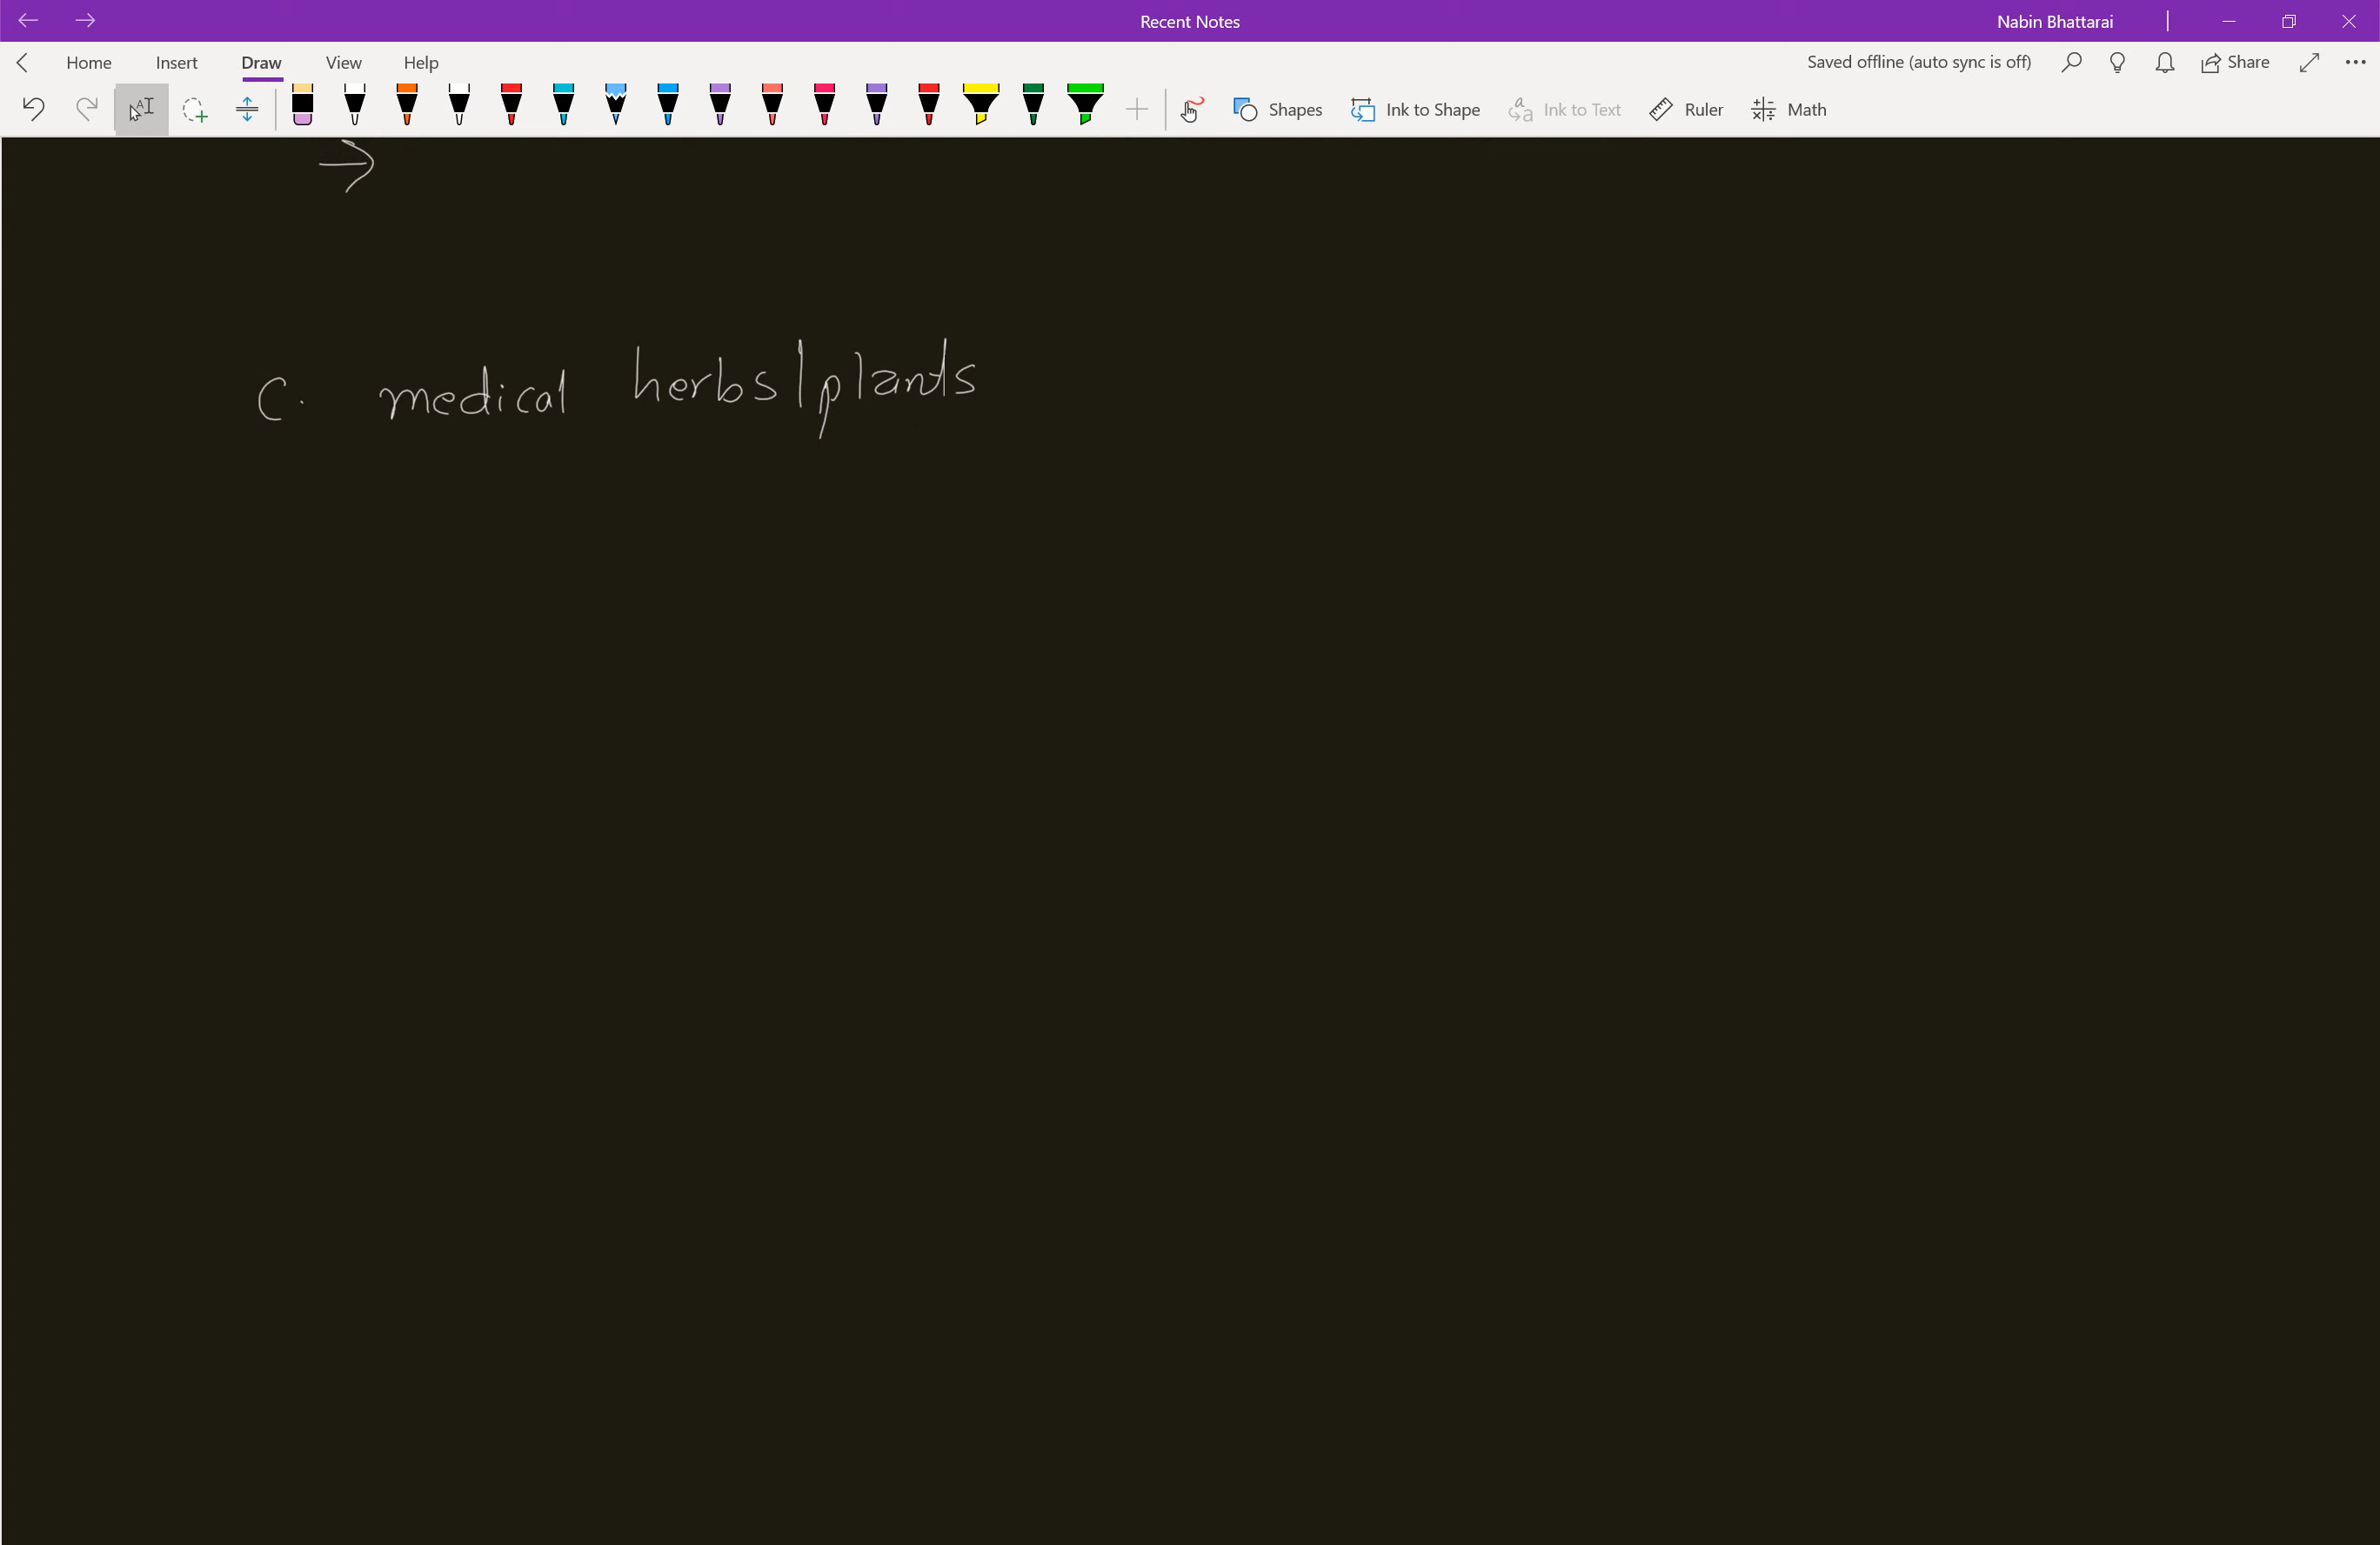 Recent Notes Nabin Bhattarai
Home Insert Draw View Help Saved offline (auto sync is off) Share
Shapes Ink to Shape Ink to Text Ruler Math
→
C. medical herbs|plants